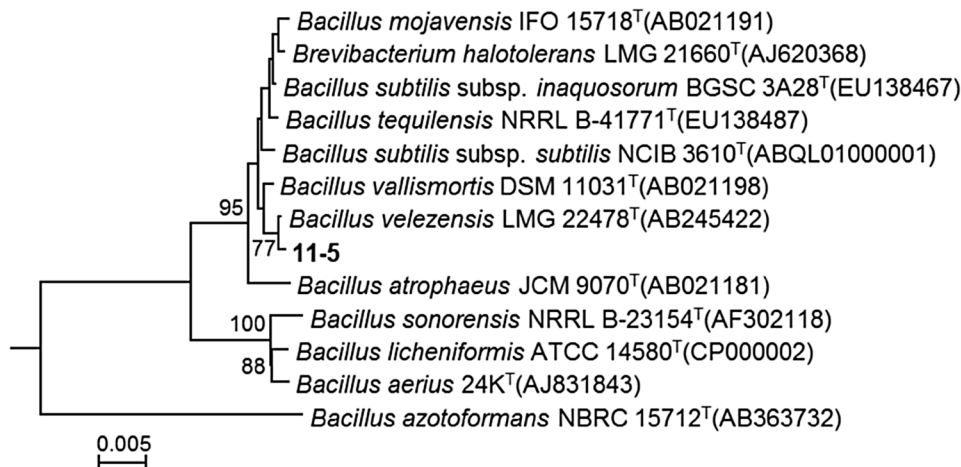 Bacillus mojavensis IFO 15718ᵀ(AB021191)
Brevibacterium halotolerans LMG 21660ᵀ(AJ620368)
Bacillus subtilis subsp. inaquosorum BGSC 3A28ᵀ(EU138467)
Bacillus tequilensis NRRL B-41771ᵀ(EU138487)
Bacillus subtilis subsp. subtilis NCIB 3610ᵀ(ABQL01000001)
Bacillus vallismortis DSM 11031ᵀ(AB021198)
95
Bacillus velezensis LMG 22478ᵀ(AB245422)
77
11-5
Bacillus atrophaeus JCM 9070ᵀ(AB021181)
100
Bacillus sonorensis NRRL B-23154ᵀ(AF302118)
Bacillus licheniformis ATCC 14580ᵀ(CP000002)
88
Bacillus aerius 24Kᵀ(AJ831843)
Bacillus azotoformans NBRC 15712ᵀ(AB363732)
0.005